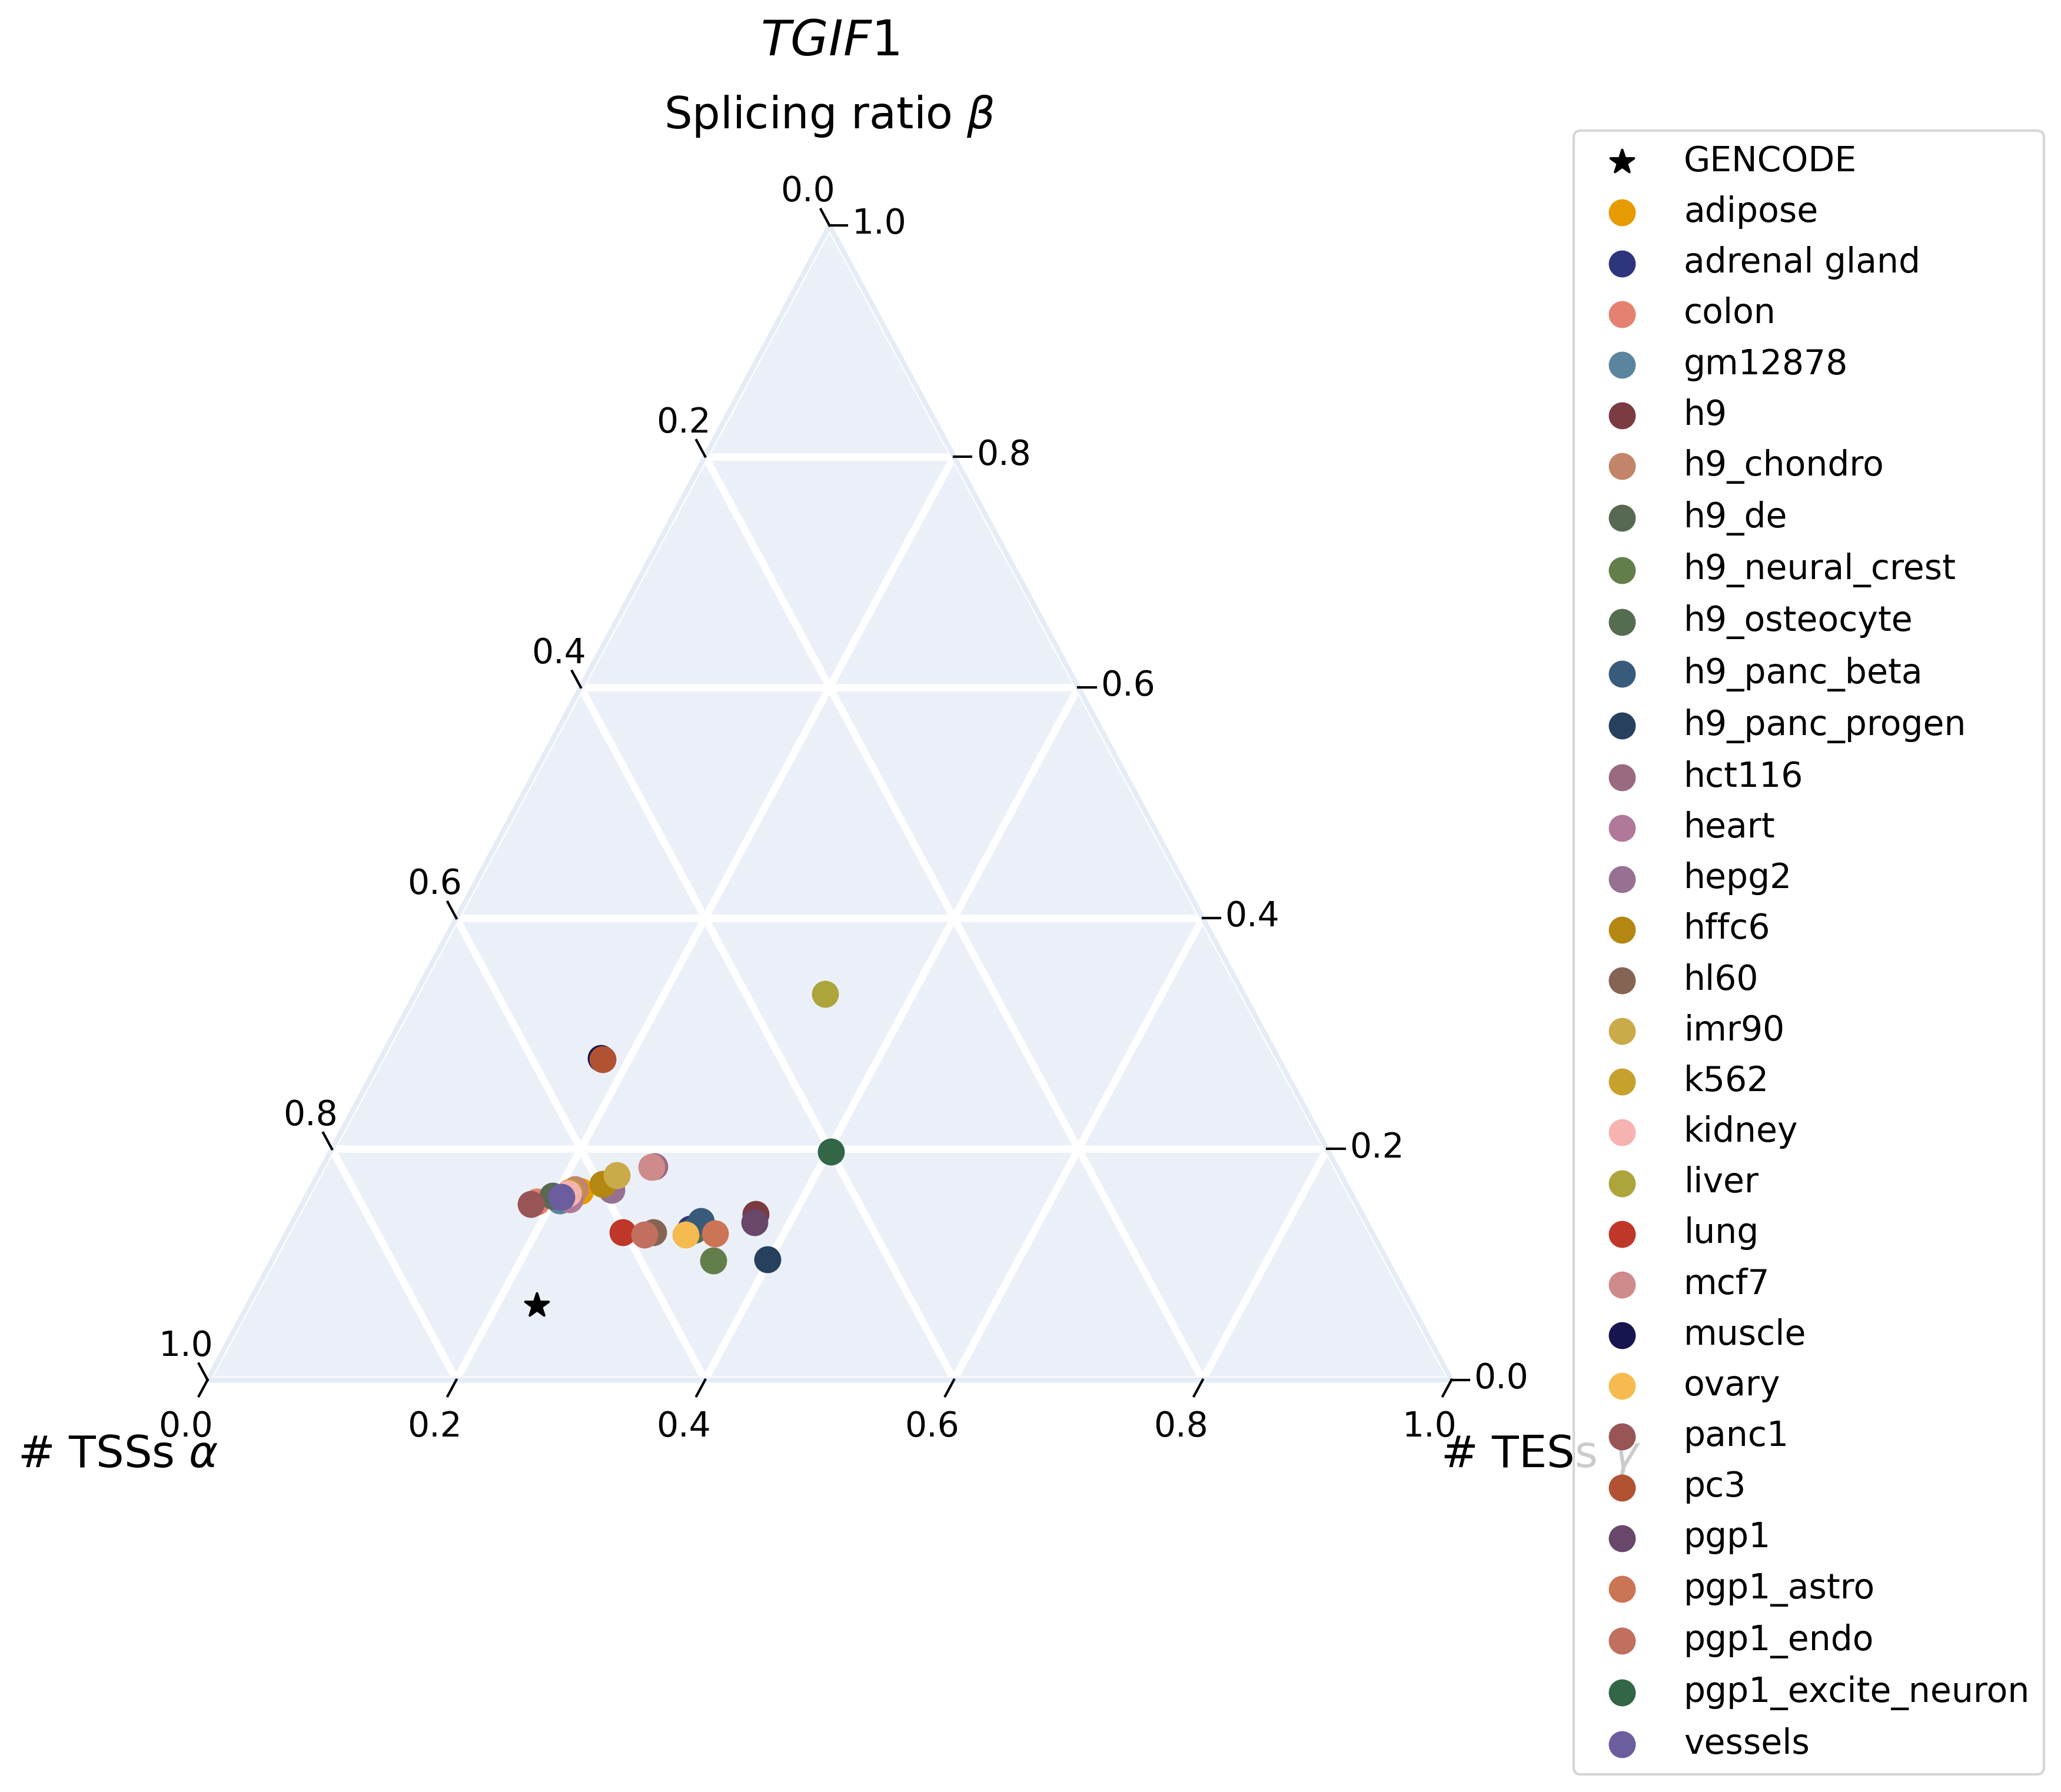 TGIF1
Splicing ratio β
0.0
1.0
0.2
0.8
0.4
0.6
0.6
0.4
0.8
0.2
1.0
0.0
0.0
0.2
0.4
0.6
0.8
1.0
# TSSs α
# TESs γ
GENCODE
adipose
adrenal gland
colon
gm12878
h9
h9_chondro
h9_de
h9_neural_crest
h9_osteocyte
h9_panc_beta
h9_panc_progen
hct116
heart
hepg2
hffc6
hl60
imr90
k562
kidney
liver
lung
mcf7
muscle
ovary
panc1
pc3
pgp1
pgp1_astro
pgp1_endo
pgp1_excite_neuron
vessels